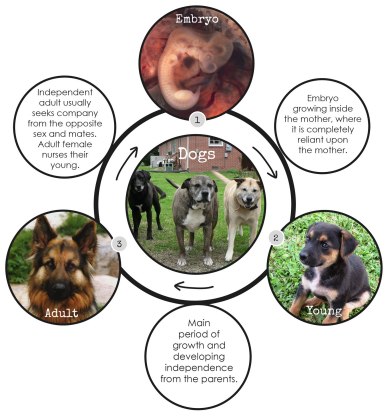 Embryo
1
Embryo
growing inside
the mother, where
it is completely
reliant upon
the mother.
2
Young
Main
period of
growth and
developing
independence
from the parents.
3
Adult
Independent
adult usually
seeks company
from the opposite
sex and mates.
Adult female
nurses their
young.
Dogs